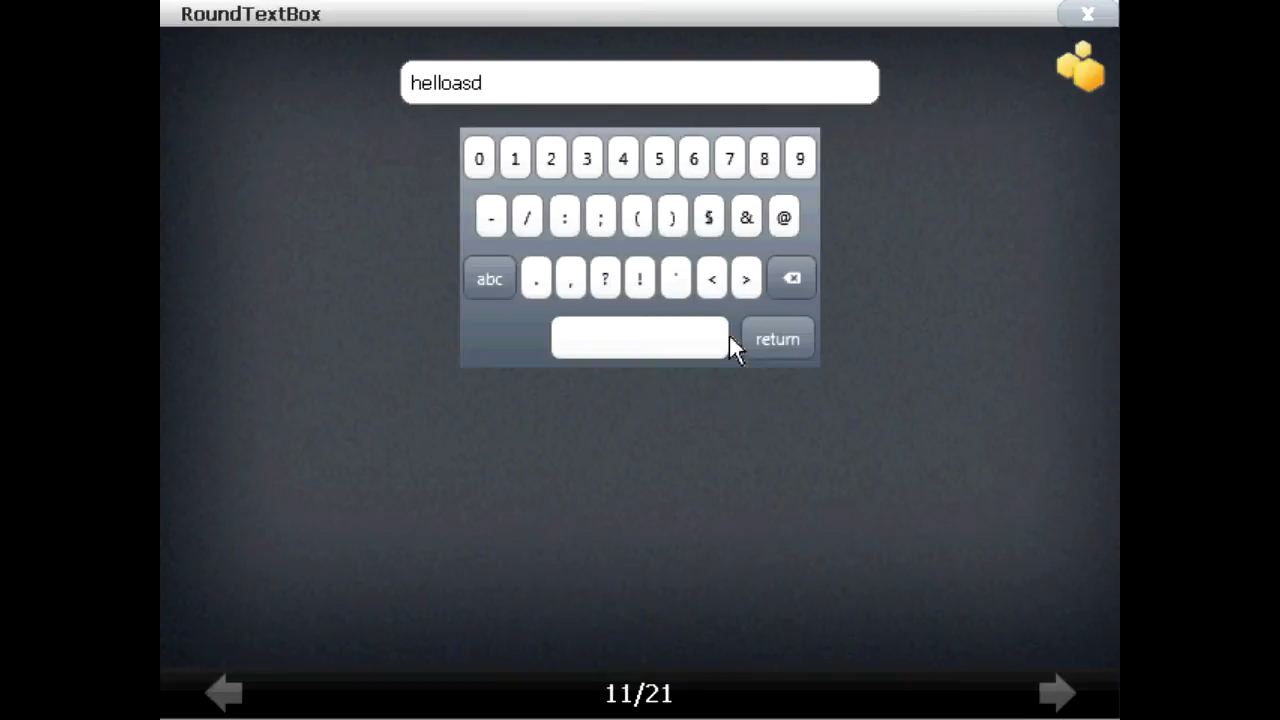 RoundTextBox
X
helloasd
0 1 2 3 4 5 6 7 8 9
- / : ; ( ) $ & @
abc . , ? ! ' < >
return
11/21